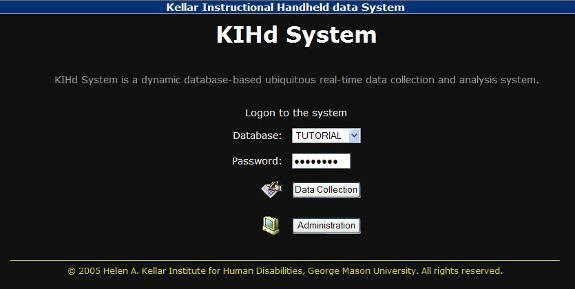 Kellar Instructional Handheld data System
KIHd System
KIHd System is a dynamic database-based ubiquitous real-time data collection and analysis system.
Logon to the system
Database: TUTORIAL
Password: ●●●●●●●●
Data Collection
Administration
© 2005 Helen A. Kellar Institute for Human Disabilities, George Mason University. All rights reserved.